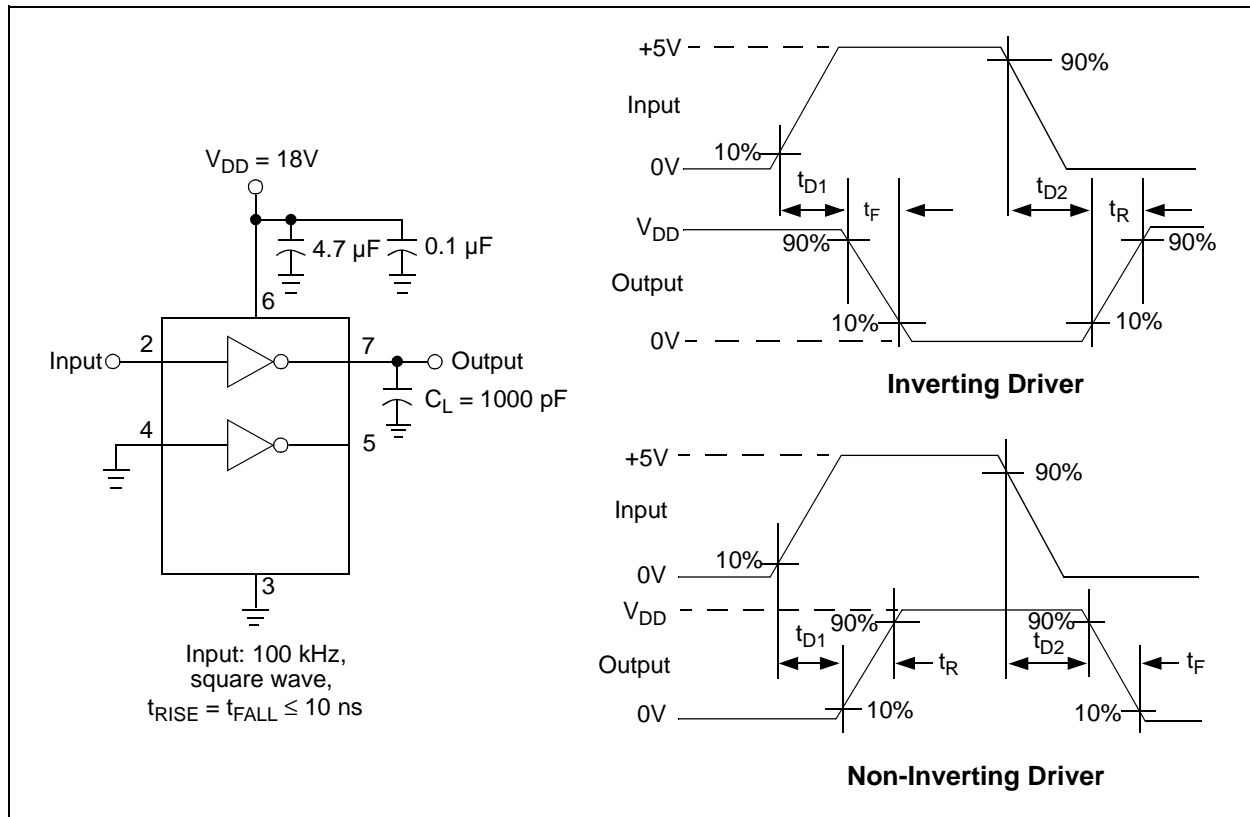 V_DD = 18V
4.7 µF
0.1 µF
6
Input
2
7
Output
C_L = 1000 pF
4
5
3
Input: 100 kHz,
square wave,
t_RISE = t_FALL ≤ 10 ns
+5V
90%
Input
10%
0V
t_D1
t_F
t_D2
t_R
V_DD
90%
90%
Output
10%
10%
0V
Inverting Driver
+5V
90%
Input
10%
0V
V_DD
90%
90%
t_D1
t_R
t_D2
t_F
Output
10%
10%
0V
Non-Inverting Driver